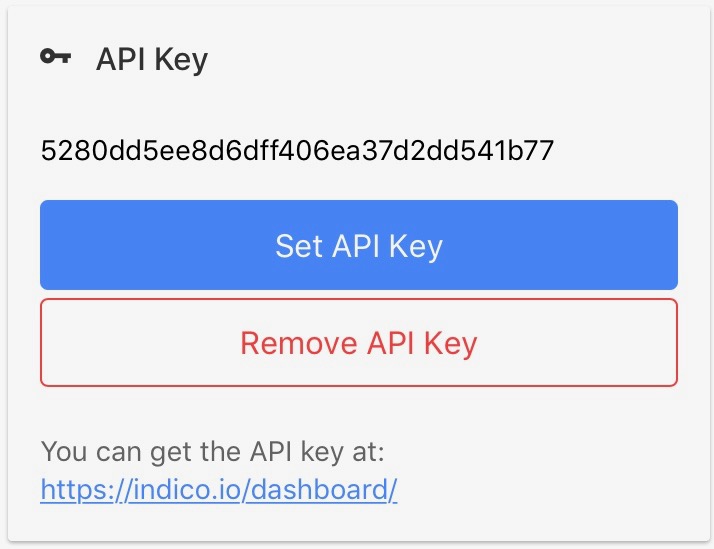 API Key
5280dd5ee8d6dff406ea37d2dd541b77
Set API Key
Remove API Key
You can get the API key at:
https://indico.io/dashboard/